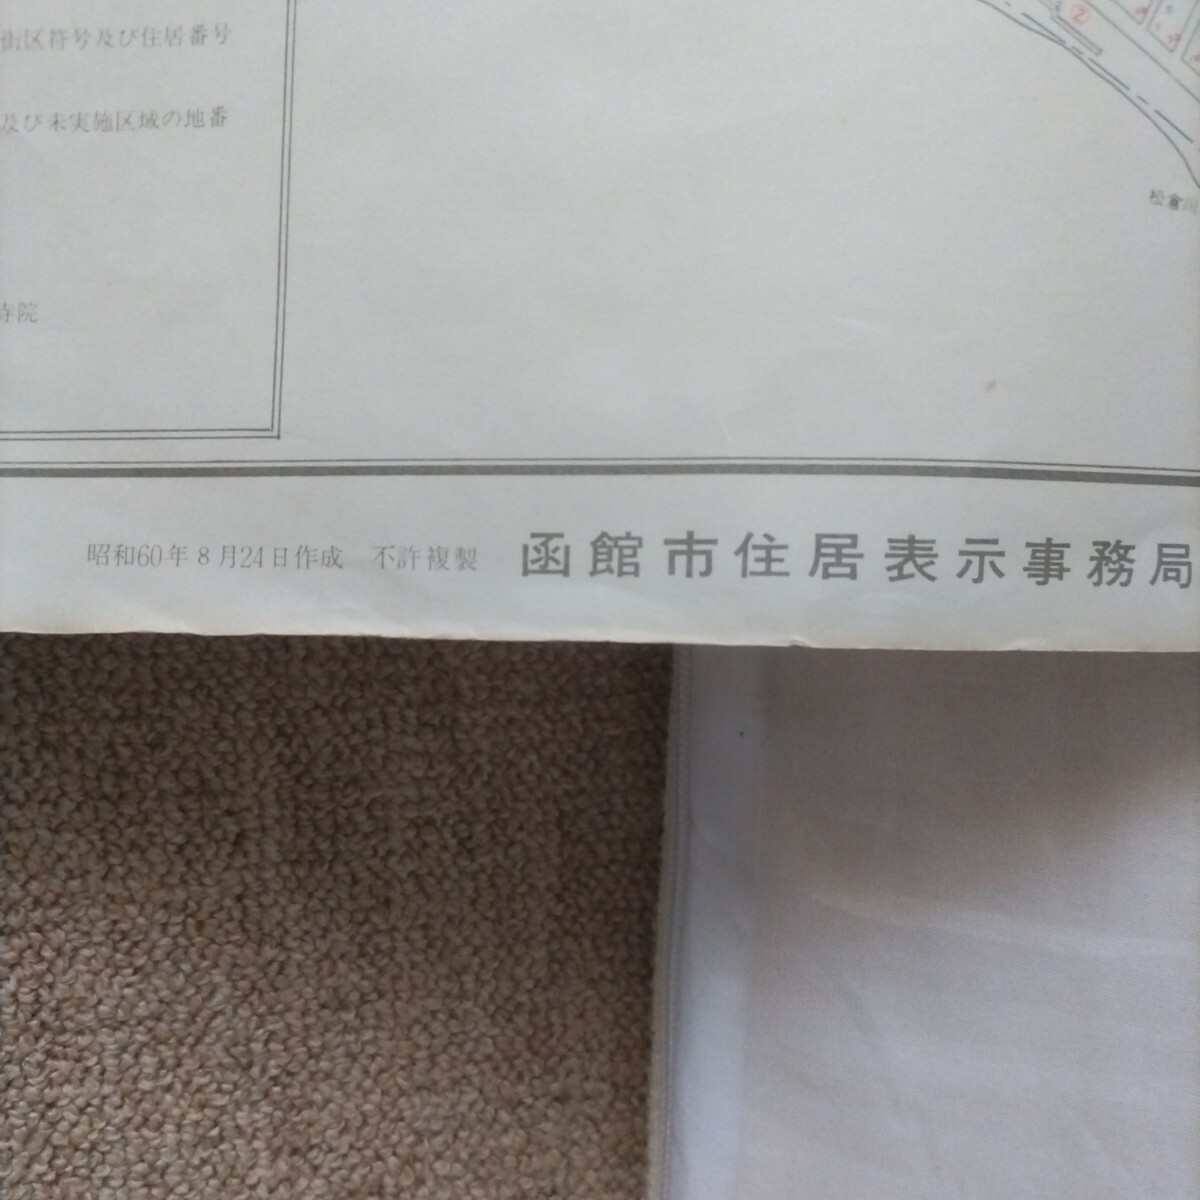 街区符号及び住居番号
及び未実施区域の地番
寺院
②
松倉川
昭和60年8月24日作成 不許複製 函館市住居表示事務局